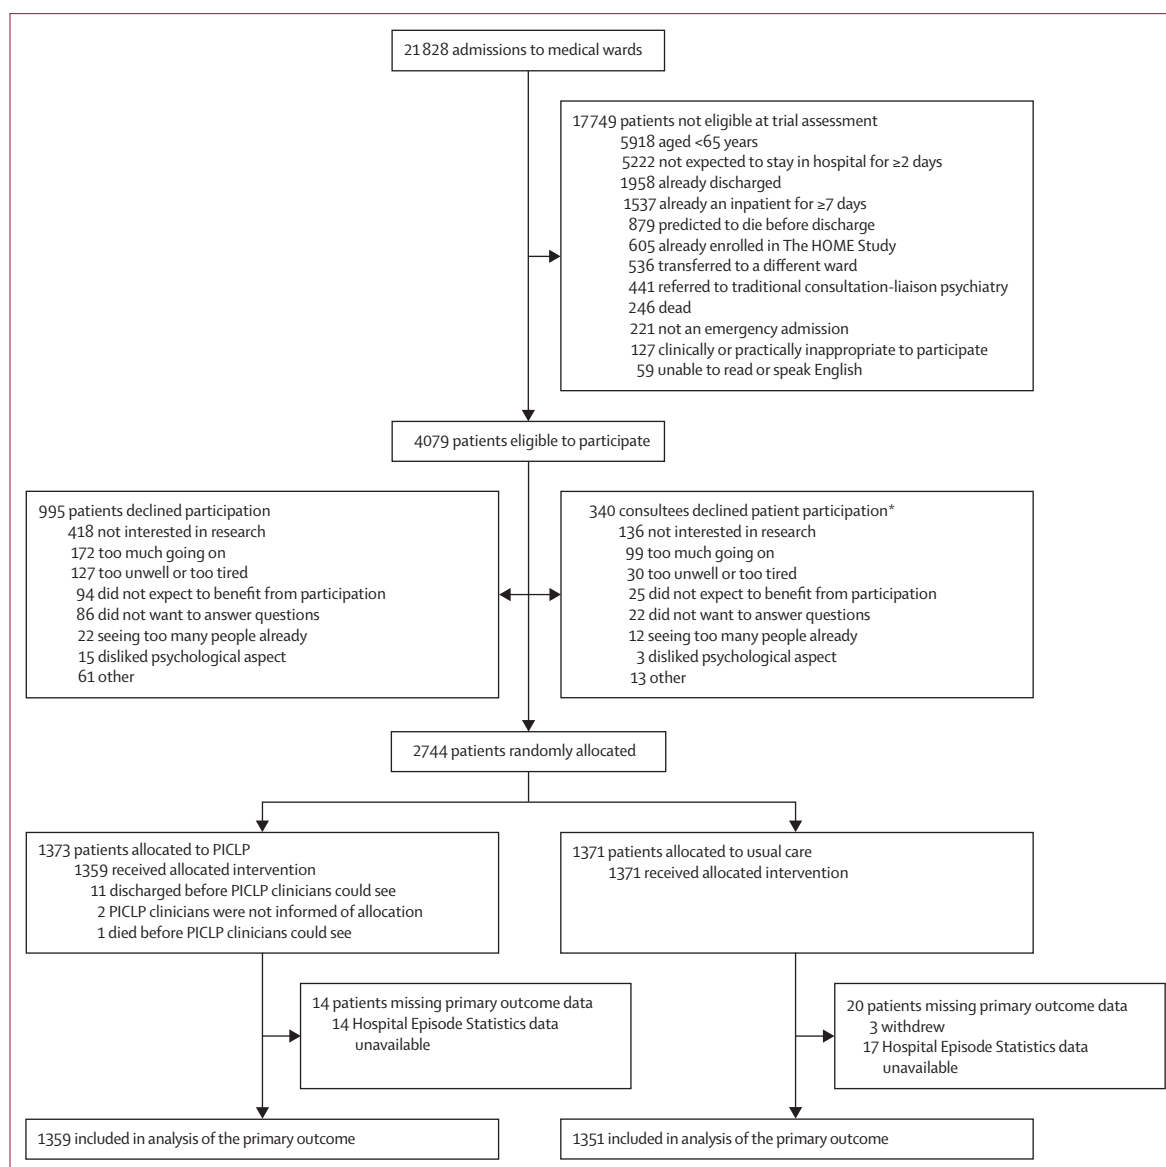 21 828 admissions to medical wards
17 749 patients not eligible at trial assessment
5918 aged <65 years
5222 not expected to stay in hospital for ≥2 days
1958 already discharged
1537 already an inpatient for ≥7 days
879 predicted to die before discharge
605 already enrolled in The HOME Study
536 transferred to a different ward
441 referred to traditional consultation-liaison psychiatry
246 dead
221 not an emergency admission
127 clinically or practically inappropriate to participate
59 unable to read or speak English
4079 patients eligible to participate
995 patients declined participation
418 not interested in research
172 too much going on
127 too unwell or too tired
94 did not expect to benefit from participation
86 did not want to answer questions
22 seeing too many people already
15 disliked psychological aspect
61 other
340 consultees declined patient participation*
136 not interested in research
99 too much going on
30 too unwell or too tired
25 did not expect to benefit from participation
22 did not want to answer questions
12 seeing too many people already
3 disliked psychological aspect
13 other
2744 patients randomly allocated
1373 patients allocated to PICLP
1359 received allocated intervention
11 discharged before PICLP clinicians could see
2 PICLP clinicians were not informed of allocation
1 died before PICLP clinicians could see
1371 patients allocated to usual care
1371 received allocated intervention
14 patients missing primary outcome data
14 Hospital Episode Statistics data
unavailable
20 patients missing primary outcome data
3 withdrew
17 Hospital Episode Statistics data
unavailable
1359 included in analysis of the primary outcome
1351 included in analysis of the primary outcome